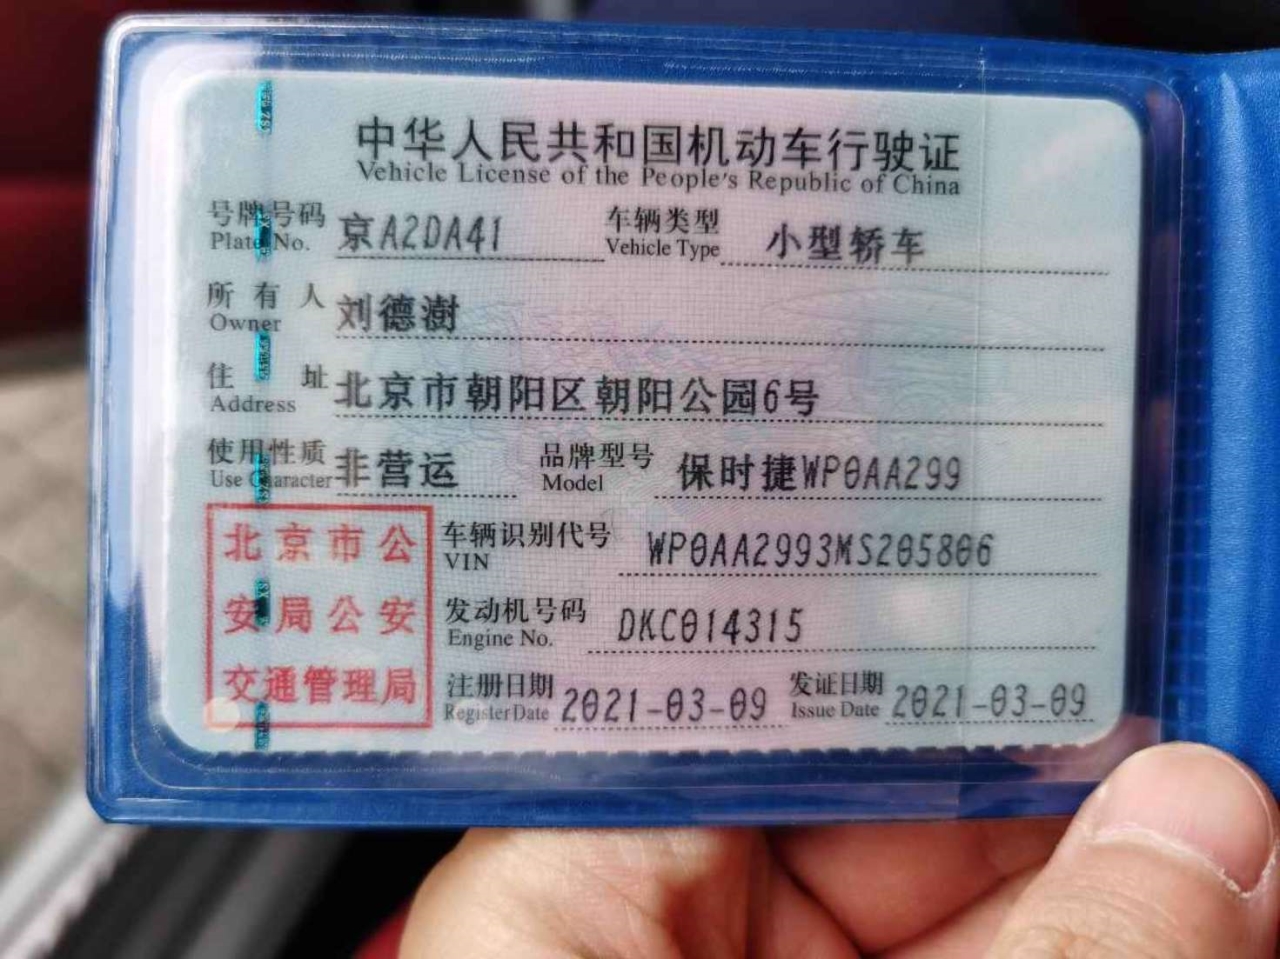 中华人民共和国机动车行驶证
Vehicle License of the People's Republic of China
号牌号码 京A2DA41 车辆类型 小型轿车
Plate No. Vehicle Type
所有人 刘德澍
Owner
住址 北京市朝阳区朝阳公园6号
Address
使用性质 非营运 品牌型号 保时捷WP0AA299
Use Character Model
北京市公
安局公安
交通管理局
车辆识别代号 WP0AA2993MS205806
VIN
发动机号码 DKC014315
Engine No.
注册日期 2021-03-09 发证日期 2021-03-09
Register Date Issue Date